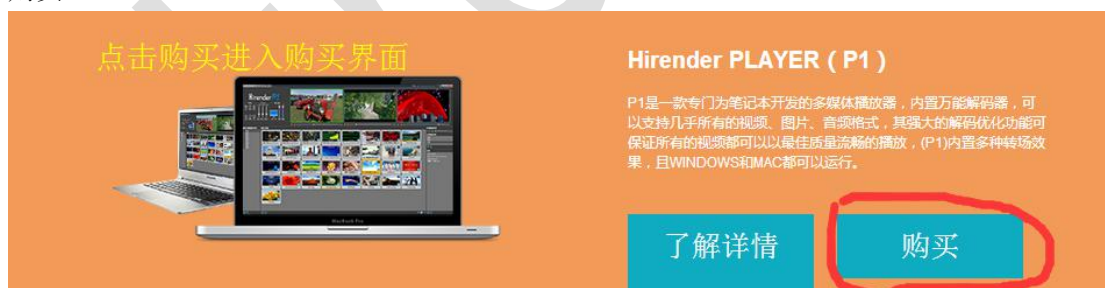 点击购买进入购买界面
Hirender PLAYER（P1）
P1是一款专门为笔记本开发的多媒体播放器，内置万能解码器，可
以支持几乎所有的视频、图片、音频格式，其强大的解码优化功能可
保证所有的视频都可以以最佳质量流畅的播放，(P1)内置多种转场效
果，且WINDOWS和MAC都可以运行。
了解详情
购买